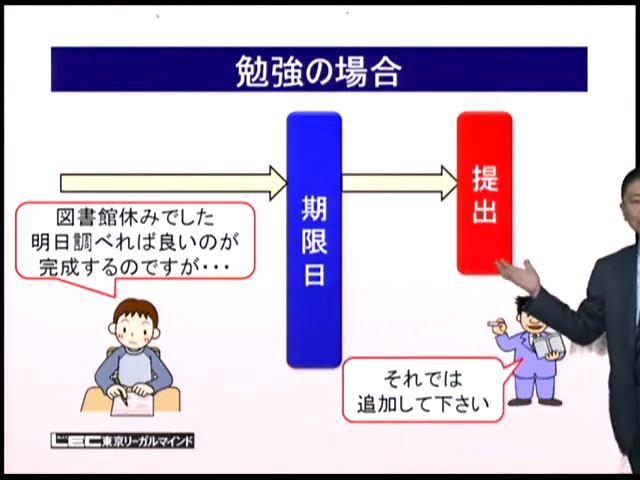 勉強の場合
期限日
提出
図書館休みでした
明日調べれば良いのが
完成するのですが・・・
それでは
追加して下さい
LEC東京リーガルマインド